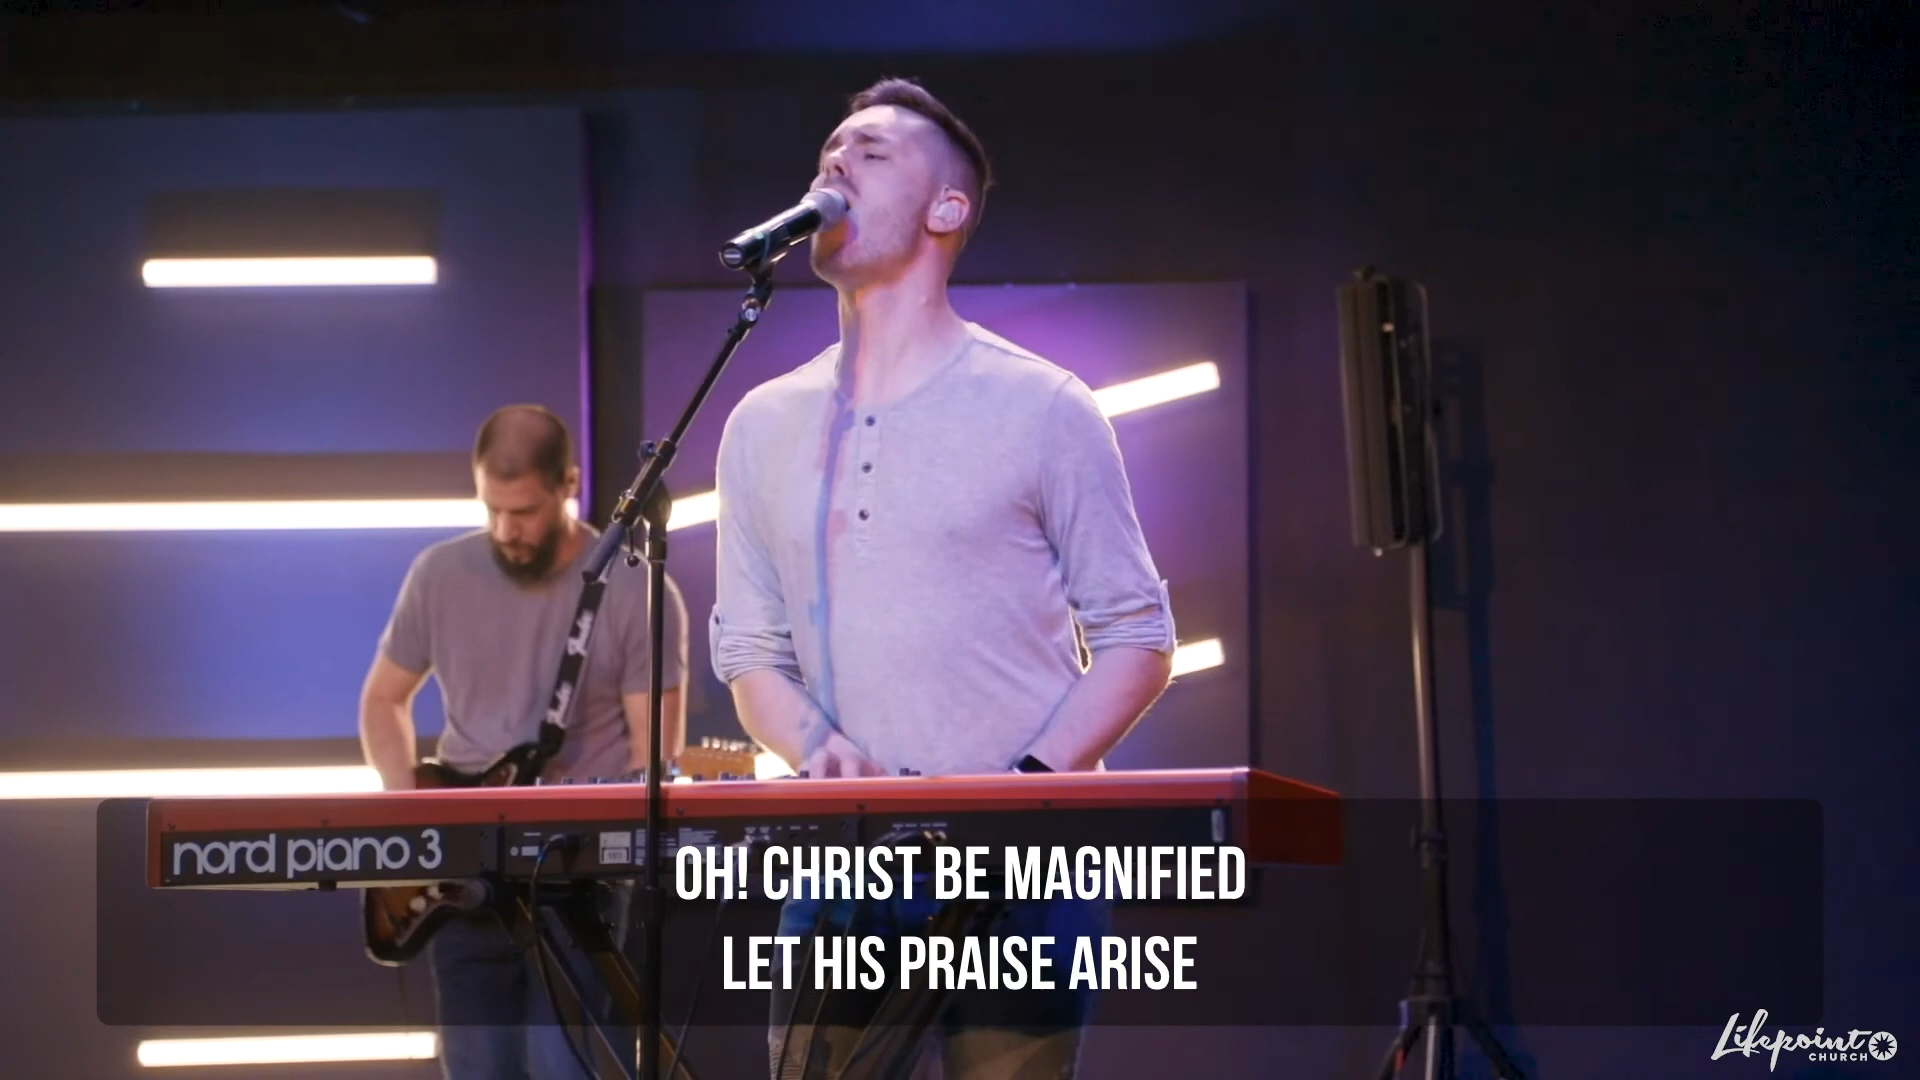 nord piano 3
OH! CHRIST BE MAGNIFIED
LET HIS PRAISE ARISE
Lifepoint
CHURCH